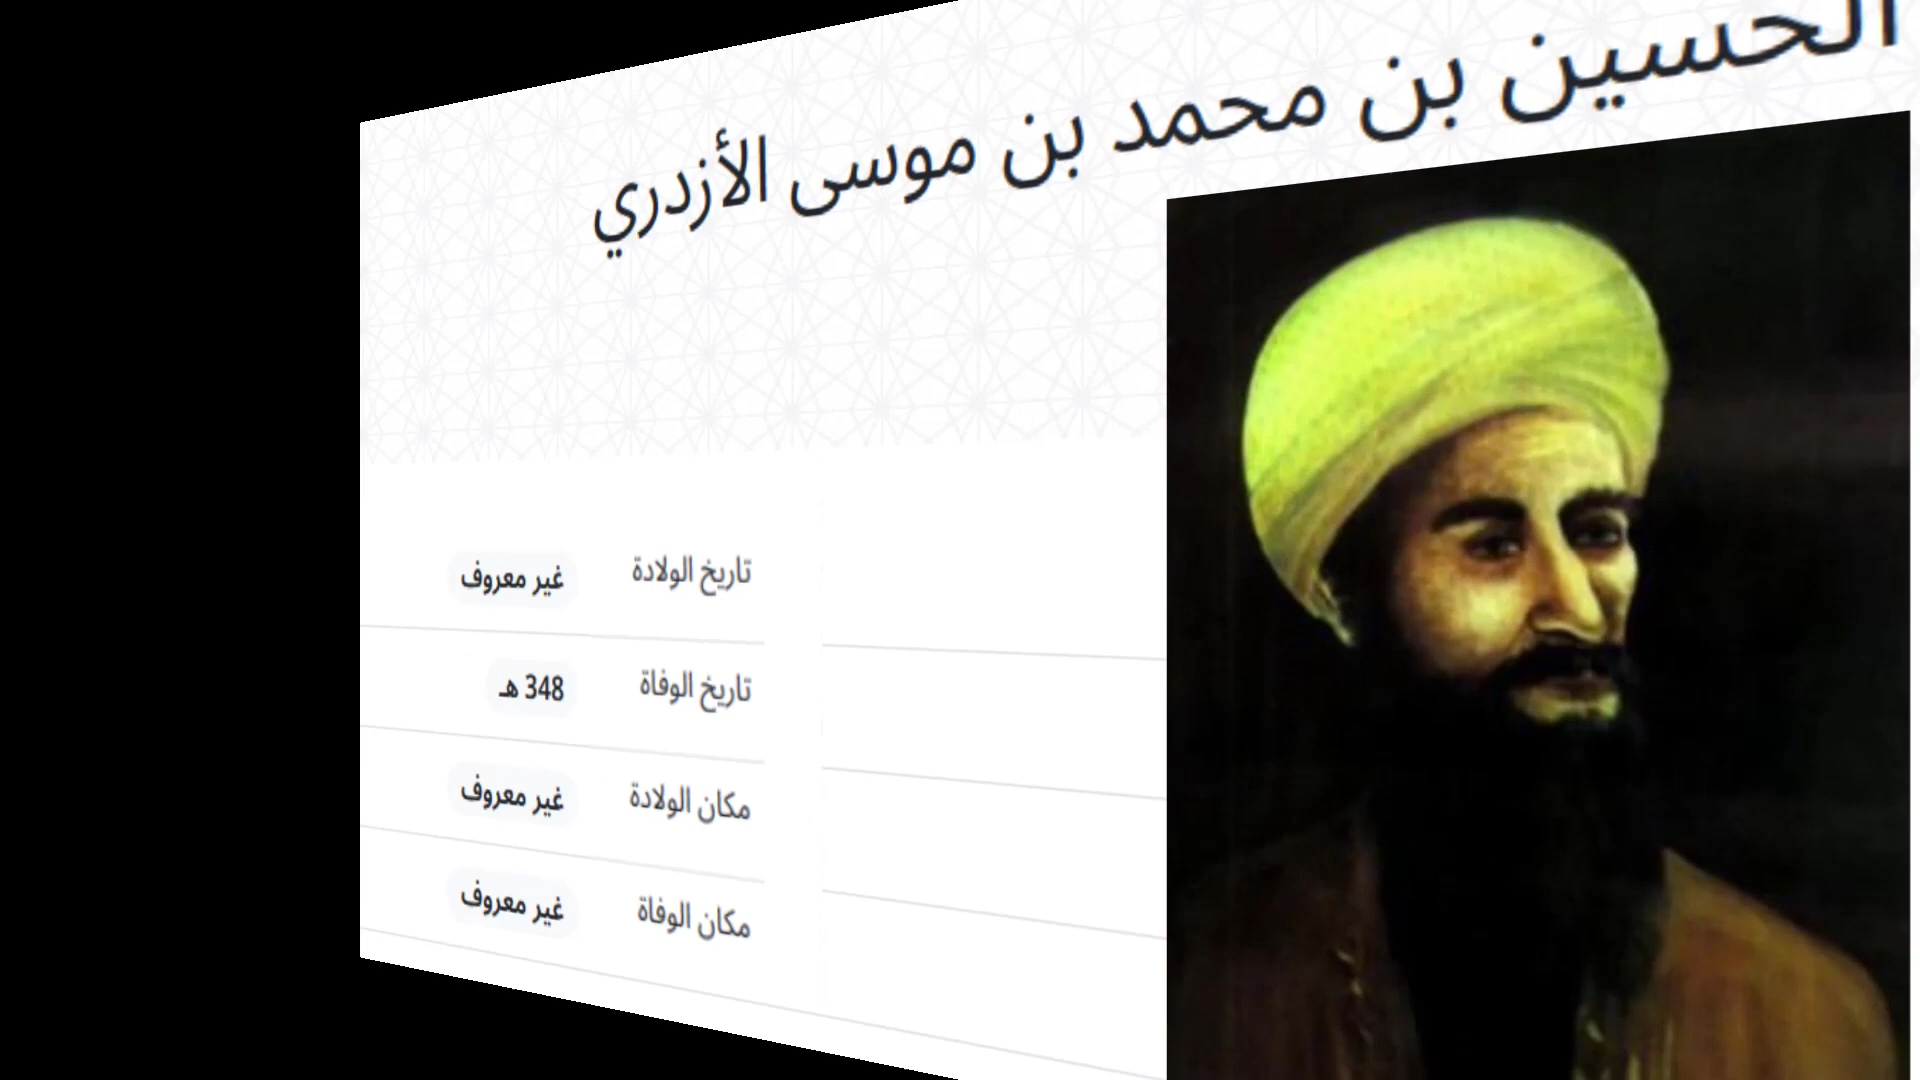 الحسين بن محمد بن موسى الأزدري
تاريخ الولادة غير معروف
تاريخ الوفاة 348 هـ
مكان الولادة غير معروف
مكان الوفاة غير معروف